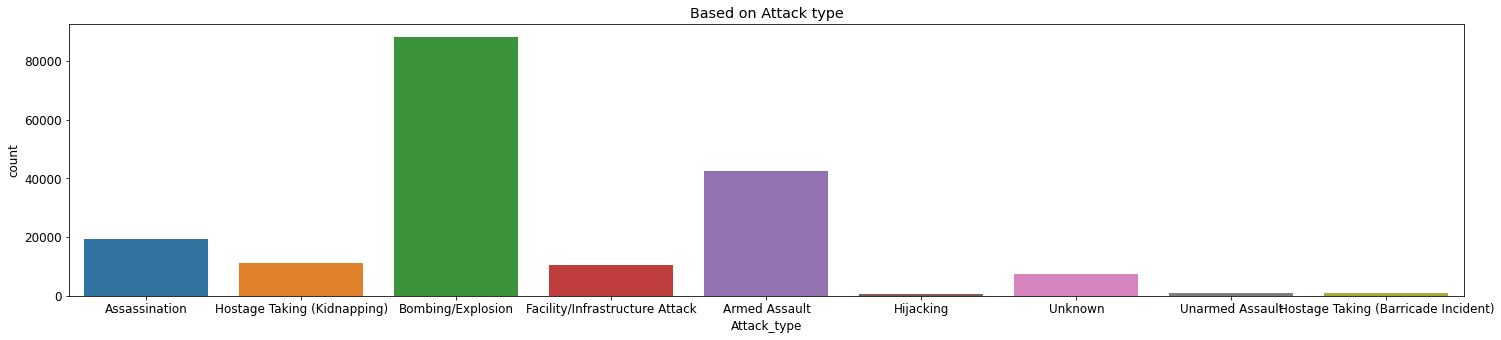 Based on Attack type
count
80000
60000
40000
20000
0
Assassination
Hostage Taking (Kidnapping)
Bombing/Explosion
Facility/Infrastructure Attack
Armed Assault
Hijacking
Unknown
Unarmed Assault
Hostage Taking (Barricade Incident)
Attack_type